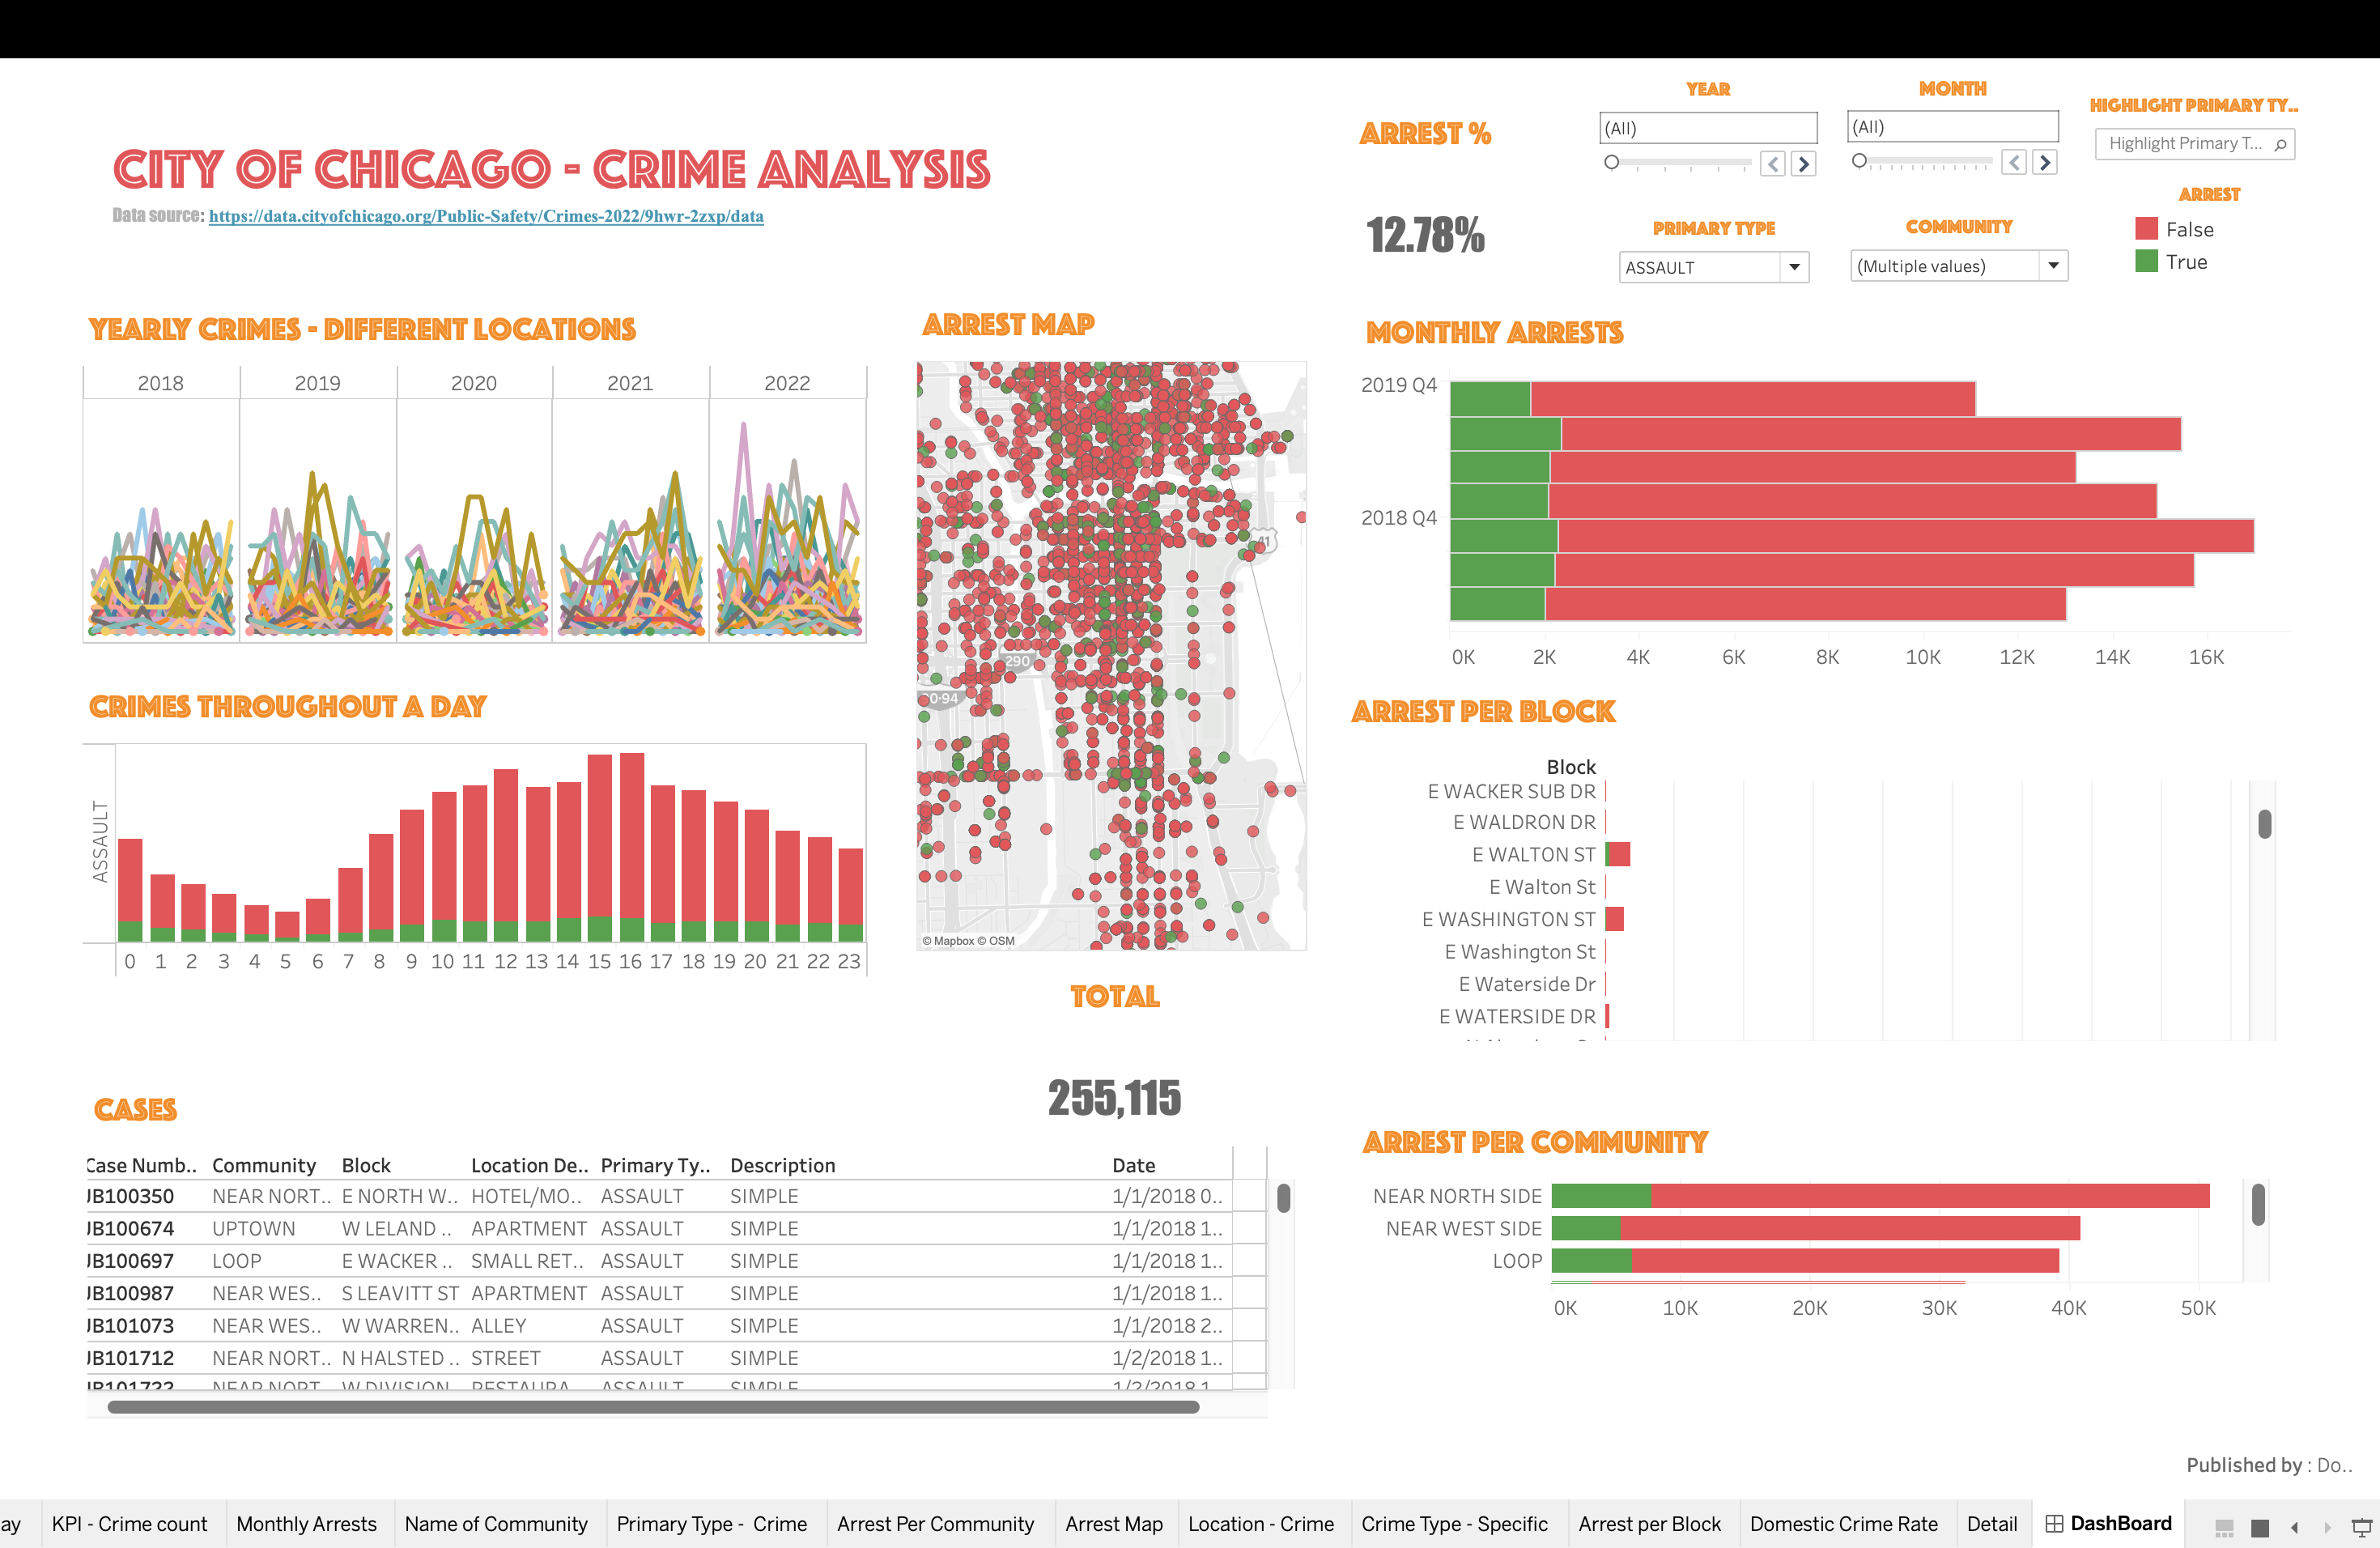 CITY OF CHICAGO - CRIME ANALYSIS
Data source: https://data.cityofchicago.org/Public-Safety/Crimes-2022/9hwr-2zxp/data
ARREST %
12.78%
YEAR
(All)
MONTH
(All)
HIGHLIGHT PRIMARY TY..
Highlight Primary T...
PRIMARY TYPE
ASSAULT
COMMUNITY
(Multiple values)
ARREST
False
True
YEARLY CRIMES - DIFFERENT LOCATIONS
2018 2019 2020 2021 2022
CRIMES THROUGHOUT A DAY
ASSAULT
0 1 2 3 4 5 6 7 8 9 10 11 12 13 14 15 16 17 18 19 20 21 22 23
ARREST MAP
41
290
0-94
© Mapbox © OSM
TOTAL
255,115
MONTHLY ARRESTS
2019 Q4
2018 Q4
0K 2K 4K 6K 8K 10K 12K 14K 16K
ARREST PER BLOCK
Block
E WACKER SUB DR
E WALDRON DR
E WALTON ST
E Walton St
E WASHINGTON ST
E Washington St
E Waterside Dr
E WATERSIDE DR
CASES
Case Numb.. Community Block Location De.. Primary Ty.. Description Date
JB100350 NEAR NORT.. E NORTH W.. HOTEL/MO.. ASSAULT SIMPLE 1/1/2018 0..
JB100674 UPTOWN W LELAND .. APARTMENT ASSAULT SIMPLE 1/1/2018 1..
JB100697 LOOP E WACKER .. SMALL RET.. ASSAULT SIMPLE 1/1/2018 1..
JB100987 NEAR WES.. S LEAVITT ST APARTMENT ASSAULT SIMPLE 1/1/2018 1..
JB101073 NEAR WES.. W WARREN.. ALLEY ASSAULT SIMPLE 1/1/2018 2..
JB101712 NEAR NORT.. N HALSTED .. STREET ASSAULT SIMPLE 1/2/2018 1..
JB101722 NEAR NORT.. W DIVISION.. RESTAURA.. ASSAULT SIMPLE 1/2/2018 1..
ARREST PER COMMUNITY
NEAR NORTH SIDE
NEAR WEST SIDE
LOOP
0K 10K 20K 30K 40K 50K
Published by : Do..
ay KPI - Crime count Monthly Arrests Name of Community Primary Type - Crime Arrest Per Community Arrest Map Location - Crime Crime Type - Specific Arrest per Block Domestic Crime Rate Detail DashBoard